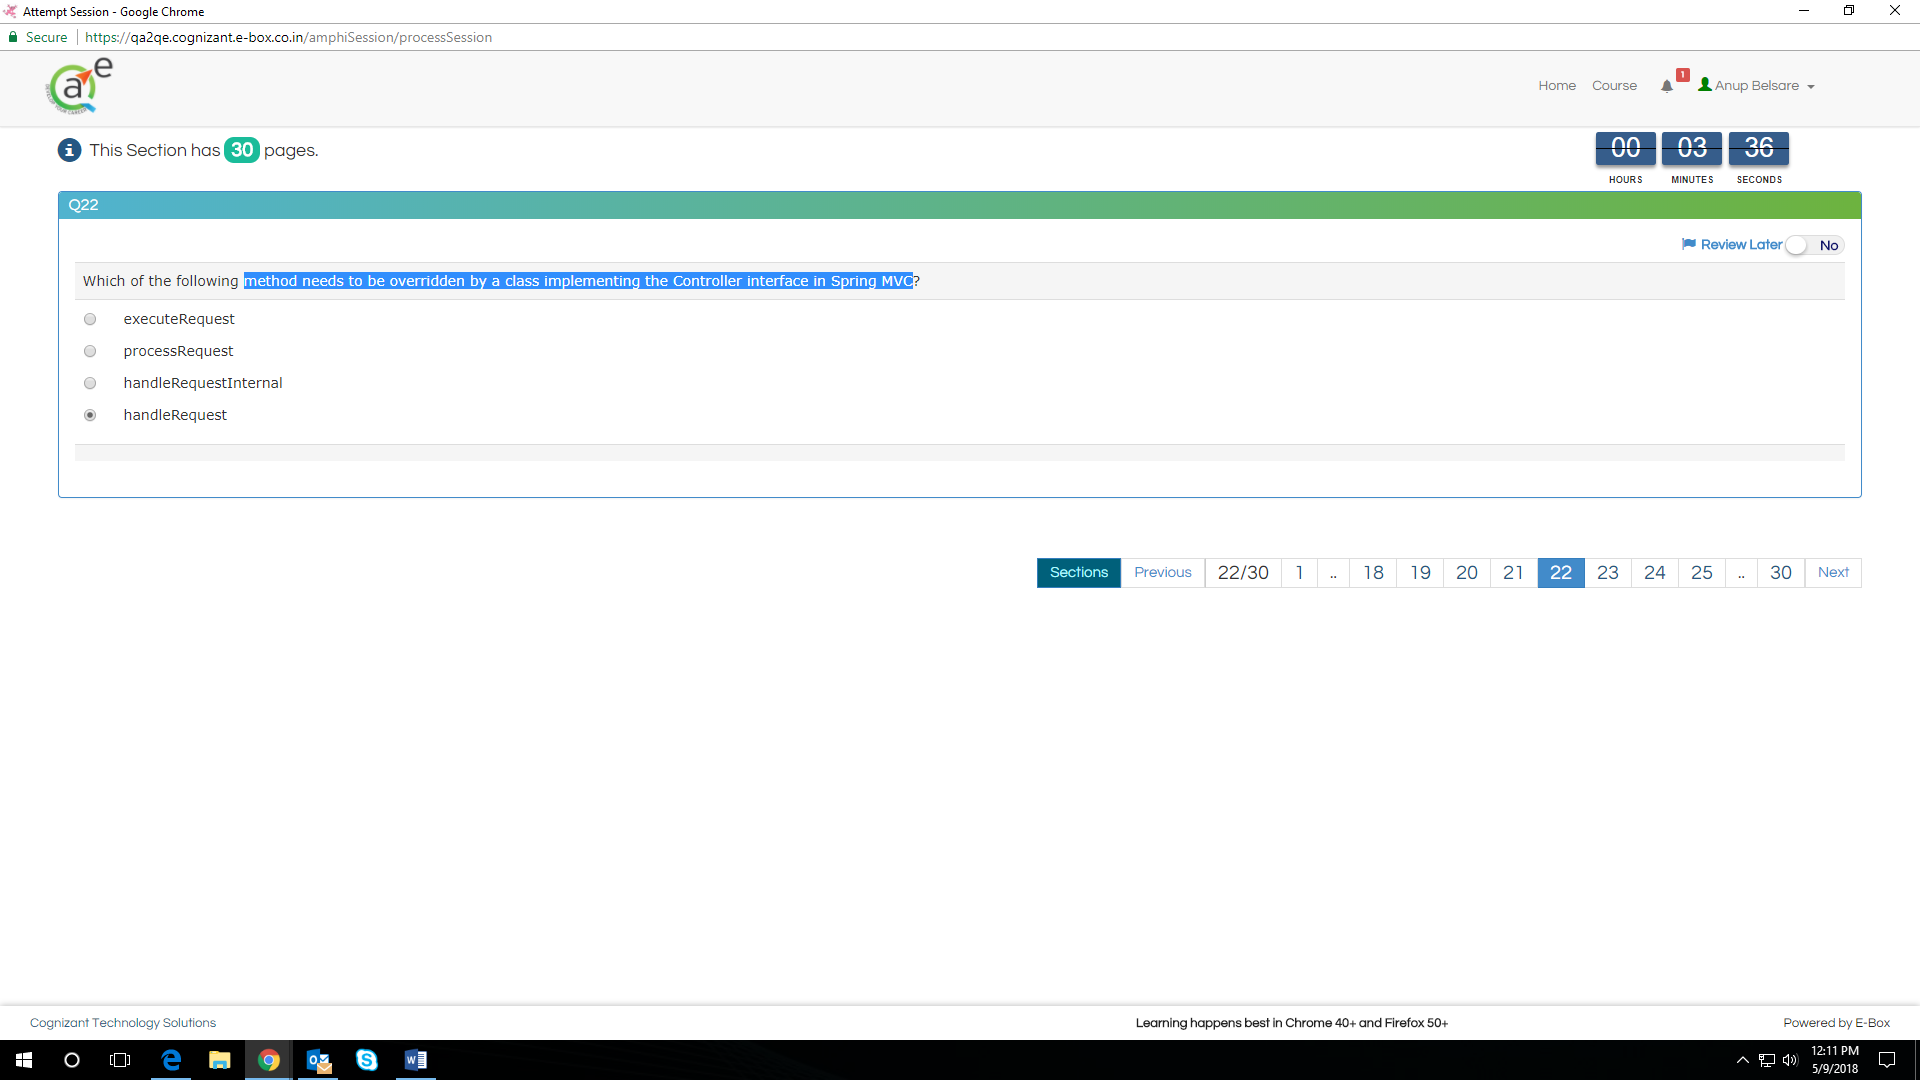 Attempt Session - Google Chrome
Secure https://qa2qe.cognizant.e-box.co.in/amphiSession/processSession
a e
Home Course 1 Anup Belsare
This Section has 30 pages.
00 03 36
HOURS MINUTES SECONDS
Q22
Review Later No
Which of the following method needs to be overridden by a class implementing the Controller interface in Spring MVC?
executeRequest
processRequest
handleRequestInternal
handleRequest
Sections Previous 22/30 1 .. 18 19 20 21 22 23 24 25 .. 30 Next
Cognizant Technology Solutions Learning happens best in Chrome 40+ and Firefox 50+ Powered by E-Box
12:11 PM
5/9/2018